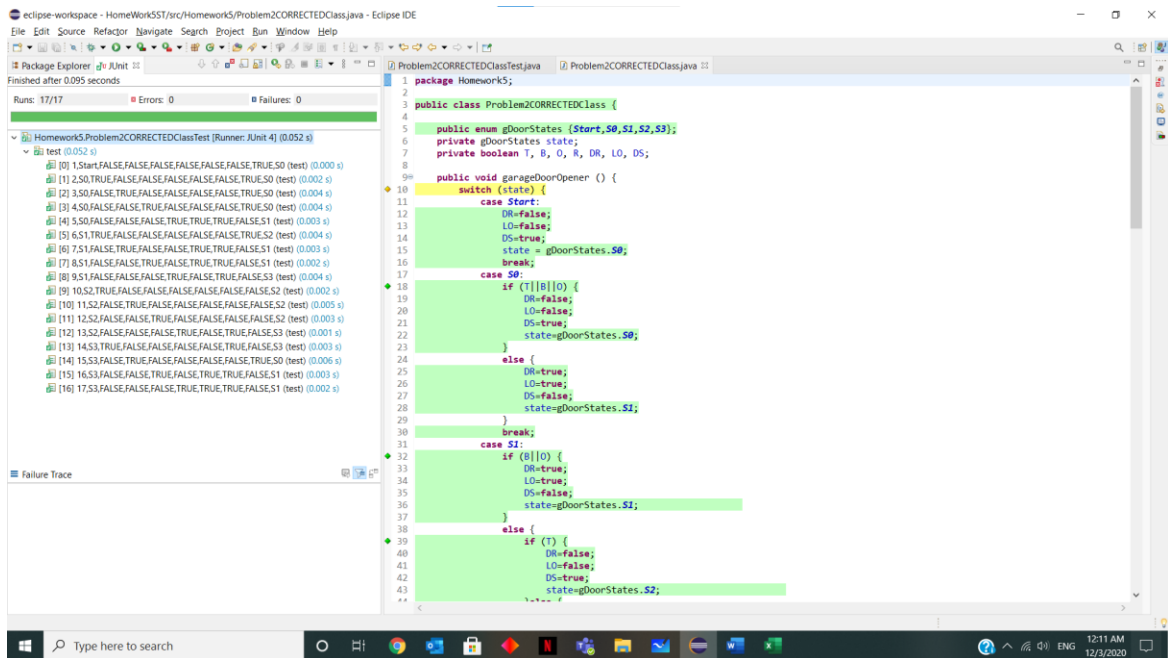 eclipse-workspace - HomeWork5ST/src/Homework5/Problem2CORRECTEDClass.java - Eclipse IDE
File Edit Source Refactor Navigate Search Project Run Window Help
Package Explorer JUnit
Finished after 0.095 seconds
Runs: 17/17 Errors: 0 Failures: 0
Homework5.Problem2CORRECTEDClassTest [Runner: JUnit 4] (0.052 s)
test (0.052 s)
[0] 1,Start,FALSE,FALSE,FALSE,FALSE,FALSE,FALSE,TRUE,S0 (test) (0.000 s)
[1] 2,S0,TRUE,FALSE,FALSE,FALSE,FALSE,FALSE,TRUE,S0 (test) (0.002 s)
[2] 3,S0,FALSE,TRUE,FALSE,FALSE,FALSE,FALSE,TRUE,S0 (test) (0.004 s)
[3] 4,S0,FALSE,FALSE,TRUE,FALSE,FALSE,FALSE,TRUE,S0 (test) (0.004 s)
[4] 5,S0,FALSE,FALSE,FALSE,TRUE,TRUE,TRUE,FALSE,S1 (test) (0.003 s)
[5] 6,S1,TRUE,FALSE,FALSE,FALSE,FALSE,FALSE,TRUE,S2 (test) (0.004 s)
[6] 7,S1,FALSE,TRUE,FALSE,FALSE,TRUE,TRUE,FALSE,S1 (test) (0.003 s)
[7] 8,S1,FALSE,FALSE,TRUE,FALSE,TRUE,TRUE,FALSE,S1 (test) (0.002 s)
[8] 9,S1,FALSE,FALSE,FALSE,TRUE,FALSE,TRUE,FALSE,S3 (test) (0.004 s)
[9] 10,S2,TRUE,FALSE,FALSE,FALSE,FALSE,FALSE,FALSE,S2 (test) (0.002 s)
[10] 11,S2,FALSE,TRUE,FALSE,FALSE,FALSE,FALSE,FALSE,S2 (test) (0.005 s)
[11] 12,S2,FALSE,FALSE,TRUE,FALSE,FALSE,FALSE,FALSE,S2 (test) (0.003 s)
[12] 13,S2,FALSE,FALSE,FALSE,TRUE,FALSE,TRUE,FALSE,S3 (test) (0.001 s)
[13] 14,S3,TRUE,FALSE,FALSE,FALSE,FALSE,TRUE,FALSE,S3 (test) (0.003 s)
[14] 15,S3,FALSE,TRUE,FALSE,FALSE,FALSE,FALSE,TRUE,S0 (test) (0.006 s)
[15] 16,S3,FALSE,FALSE,TRUE,FALSE,TRUE,TRUE,FALSE,S1 (test) (0.003 s)
[16] 17,S3,FALSE,FALSE,FALSE,TRUE,TRUE,TRUE,FALSE,S1 (test) (0.002 s)
Failure Trace
Problem2CORRECTEDClassTest.java Problem2CORRECTEDClass.java
1 package Homework5;
2
3 public class Problem2CORRECTEDClass {
4
5 public enum gDoorStates {Start,S0,S1,S2,S3};
6 private gDoorStates state;
7 private boolean T, B, O, R, DR, LO, DS;
8
9 public void garageDoorOpener () {
10 switch (state) {
11 case Start:
12 DR=false;
13 LO=false;
14 DS=true;
15 state = gDoorStates.S0;
16 break;
17 case S0:
18 if (T||B||O) {
19 DR=false;
20 LO=false;
21 DS=true;
22 state=gDoorStates.S0;
23 }
24 else {
25 DR=true;
26 LO=true;
27 DS=false;
28 state=gDoorStates.S1;
29 }
30 break;
31 case S1:
32 if (B||O) {
33 DR=true;
34 LO=true;
35 DS=false;
36 state=gDoorStates.S1;
37 }
38 else {
39 if (T) {
40 DR=false;
41 LO=false;
42 DS=true;
43 state=gDoorStates.S2;
44 }else {
Type here to search
ENG
12:11 AM
12/3/2020